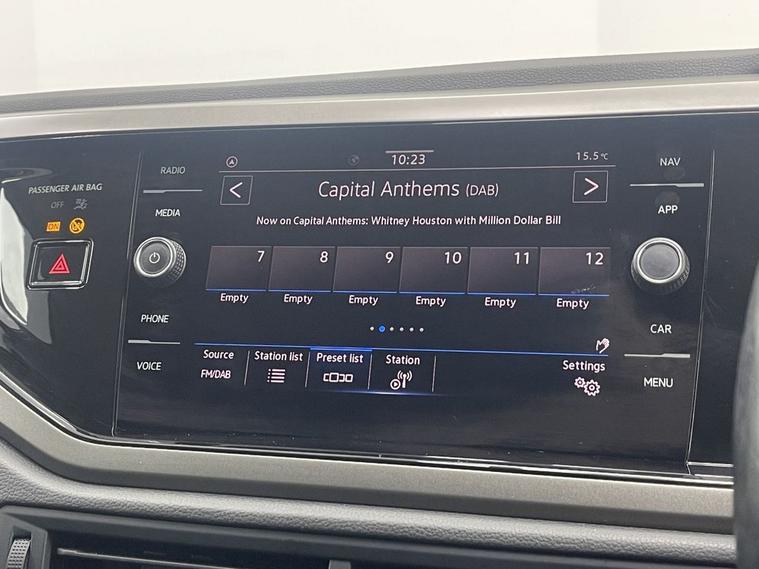 PASSENGER AIR BAG
OFF
ON
RADIO
MEDIA
PHONE
VOICE
10:23
15.5°C
< Capital Anthems (DAB) >
Now on Capital Anthems: Whitney Houston with Million Dollar Bill
7 8 9 10 11 12
Empty Empty Empty Empty Empty Empty
Source Station list Preset list Station Settings
FM/DAB
NAV
APP
CAR
MENU